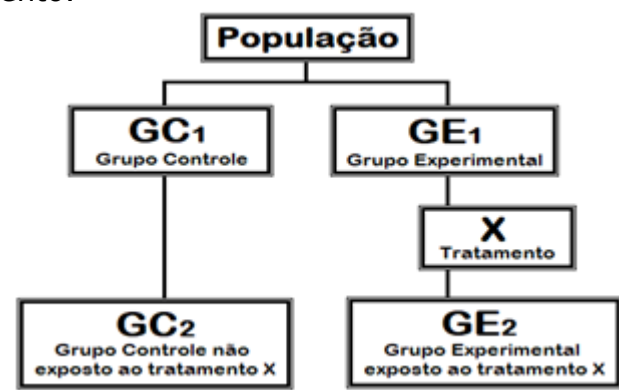 População
GC1
Grupo Controle
GE1
Grupo Experimental
X
Tratamento
GC2
Grupo Controle não
exposto ao tratamento X
GE2
Grupo Experimental
exposto ao tratamento X